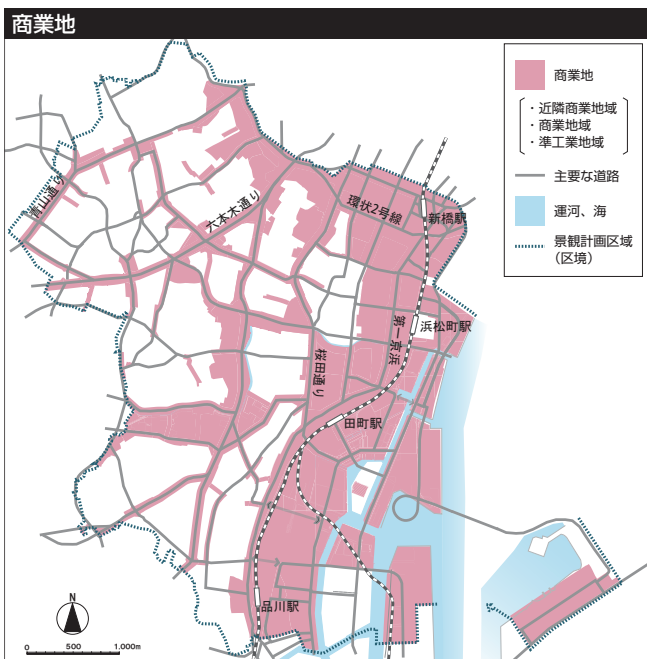 商業地
商業地
・近隣商業地域
・商業地域
・準工業地域
主要な道路
運河、海
景観計画区域
(区境)
青山通り
六本木通り
環状2号線
新橋駅
浜松町駅
第一京浜
桜田通り
田町駅
品川駅
N
0 500 1,000m